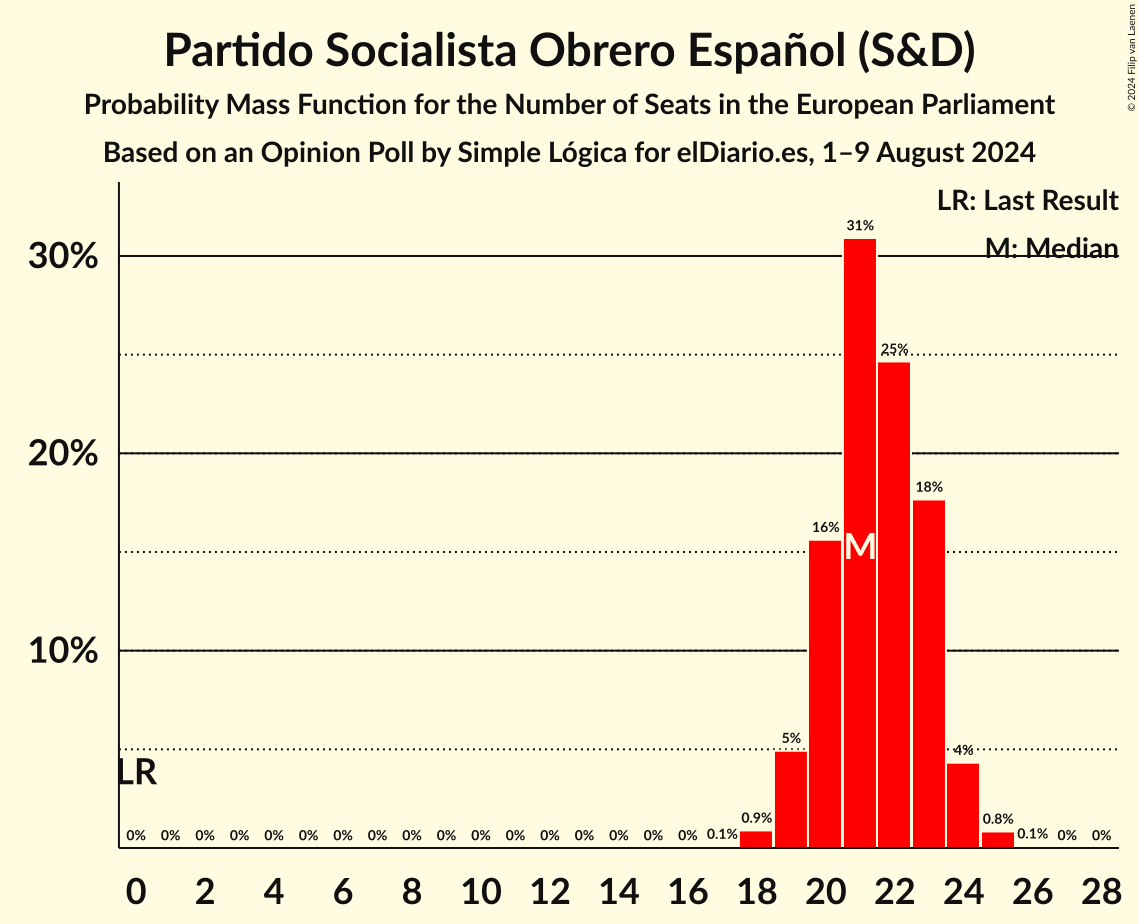 Partido Socialista Obrero Español (S&D)
Probability Mass Function for the Number of Seats in the European Parliament
Based on an Opinion Poll by Simple Lógica for elDiario.es, 1–9 August 2024
© 2024 Filip van Laenen
LR: Last Result
M: Median
30%
20%
10%
31%
25%
18%
16%
M
5%
4%
LR
0% 0% 0% 0% 0% 0% 0% 0% 0% 0% 0% 0% 0% 0% 0% 0% 0% 0.1% 0.9% 0.8% 0.1% 0% 0%
0 2 4 6 8 10 12 14 16 18 20 22 24 26 28